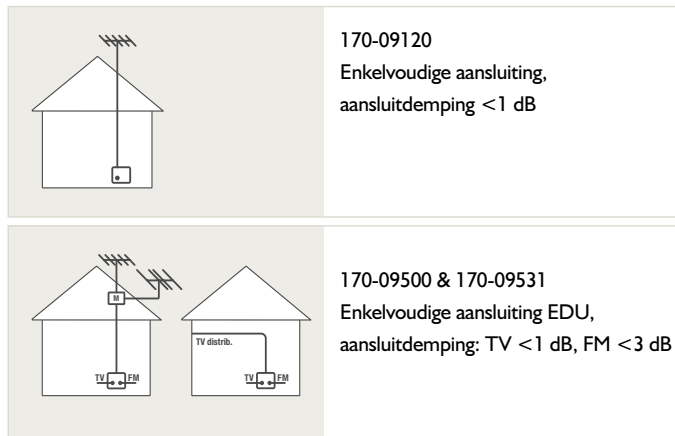 170-09120
Enkelvoudige aansluiting,
aansluitdemping <1 dB
M
TV distrib.
TV FM
TV FM
170-09500 & 170-09531
Enkelvoudige aansluiting EDU,
aansluitdemping: TV <1 dB, FM <3 dB